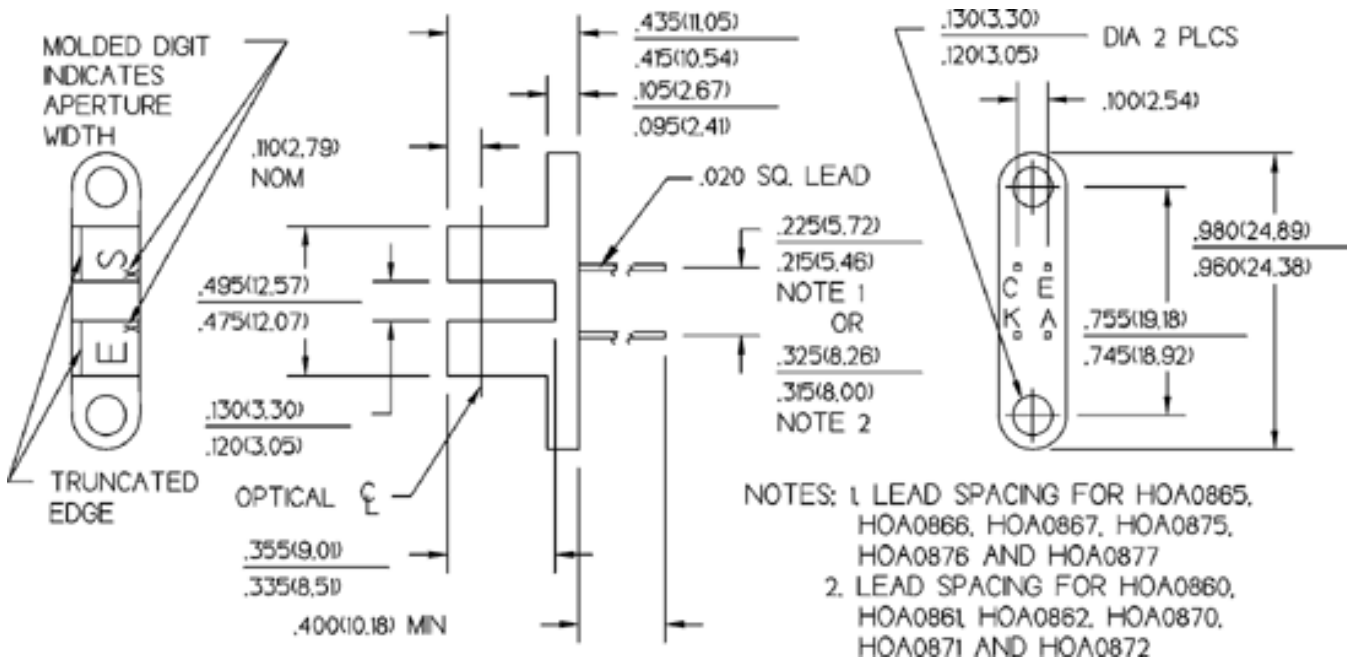 MOLDED DIGIT
INDICATES
APERTURE
WIDTH
.110(2,79)
NOM
S
E
.495(12,57)
.475(12,07)
.130(3,30)
.120(3,05)
TRUNCATED
EDGE
OPTICAL ℄
.355(9,01)
.335(8,51)
.400(10,18) MIN
.435(11,05)
.415(10,54)
.105(2,67)
.095(2,41)
.020 SQ. LEAD
.225(5,72)
.215(5,46)
NOTE 1
OR
.325(8,26)
.315(8,00)
NOTE 2
.130(3,30)
.120(3,05)
DIA 2 PLCS
.100(2,54)
C E
K A
.980(24,89)
.960(24,38)
.755(19,18)
.745(18,92)
NOTES: 1. LEAD SPACING FOR HOA0865,
HOA0866, HOA0867, HOA0875,
HOA0876 AND HOA0877
2. LEAD SPACING FOR HOA0860,
HOA0861, HOA0862, HOA0870,
HOA0871 AND HOA0872